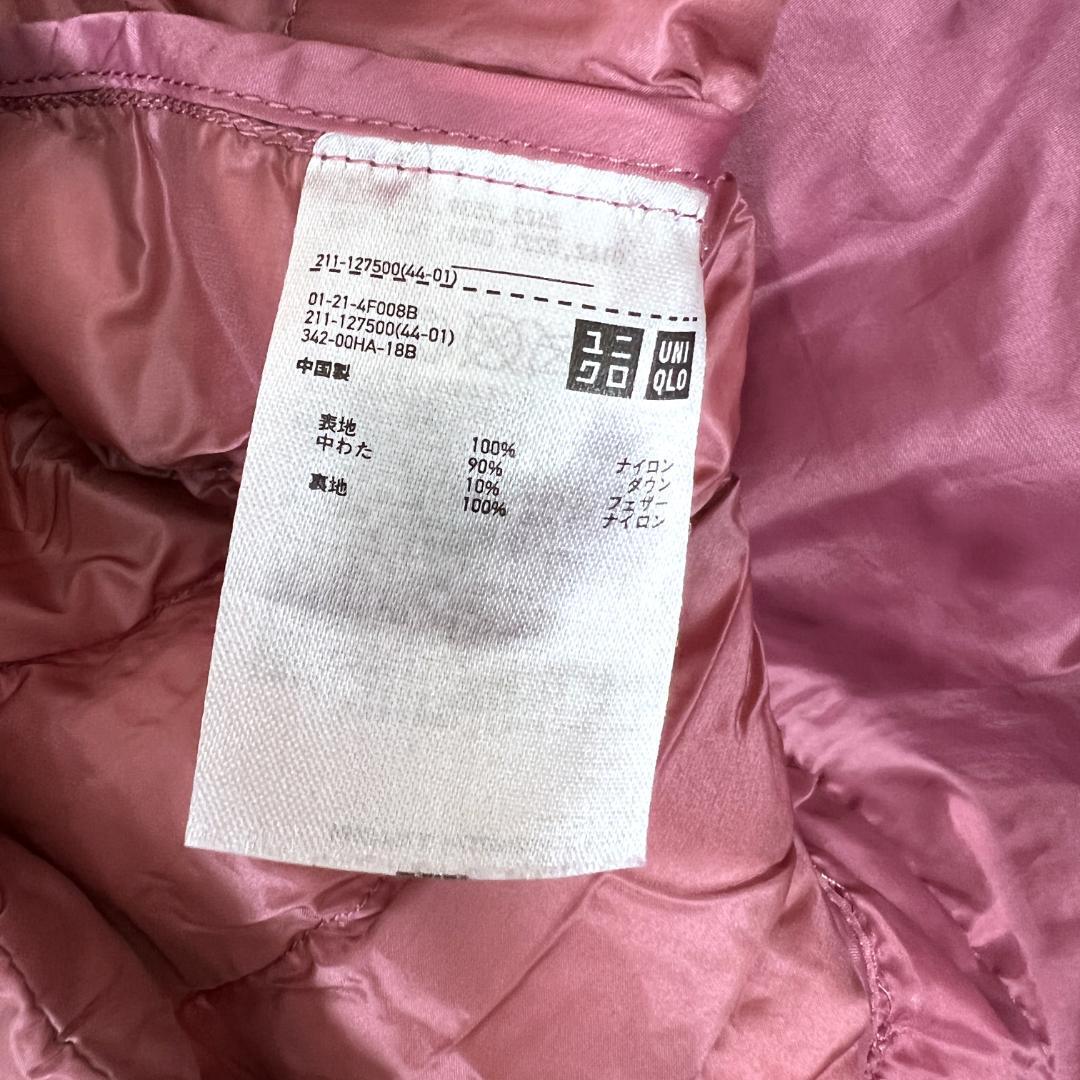 211-127500(44-01)
01-21-4F008B
211-127500(44-01)
342-00HA-18B
中国製
ユニ
クロ
UNI
QLO
表地 100% ナイロン
中わた 90% ダウン
10% フェザー
裏地 100% ナイロン